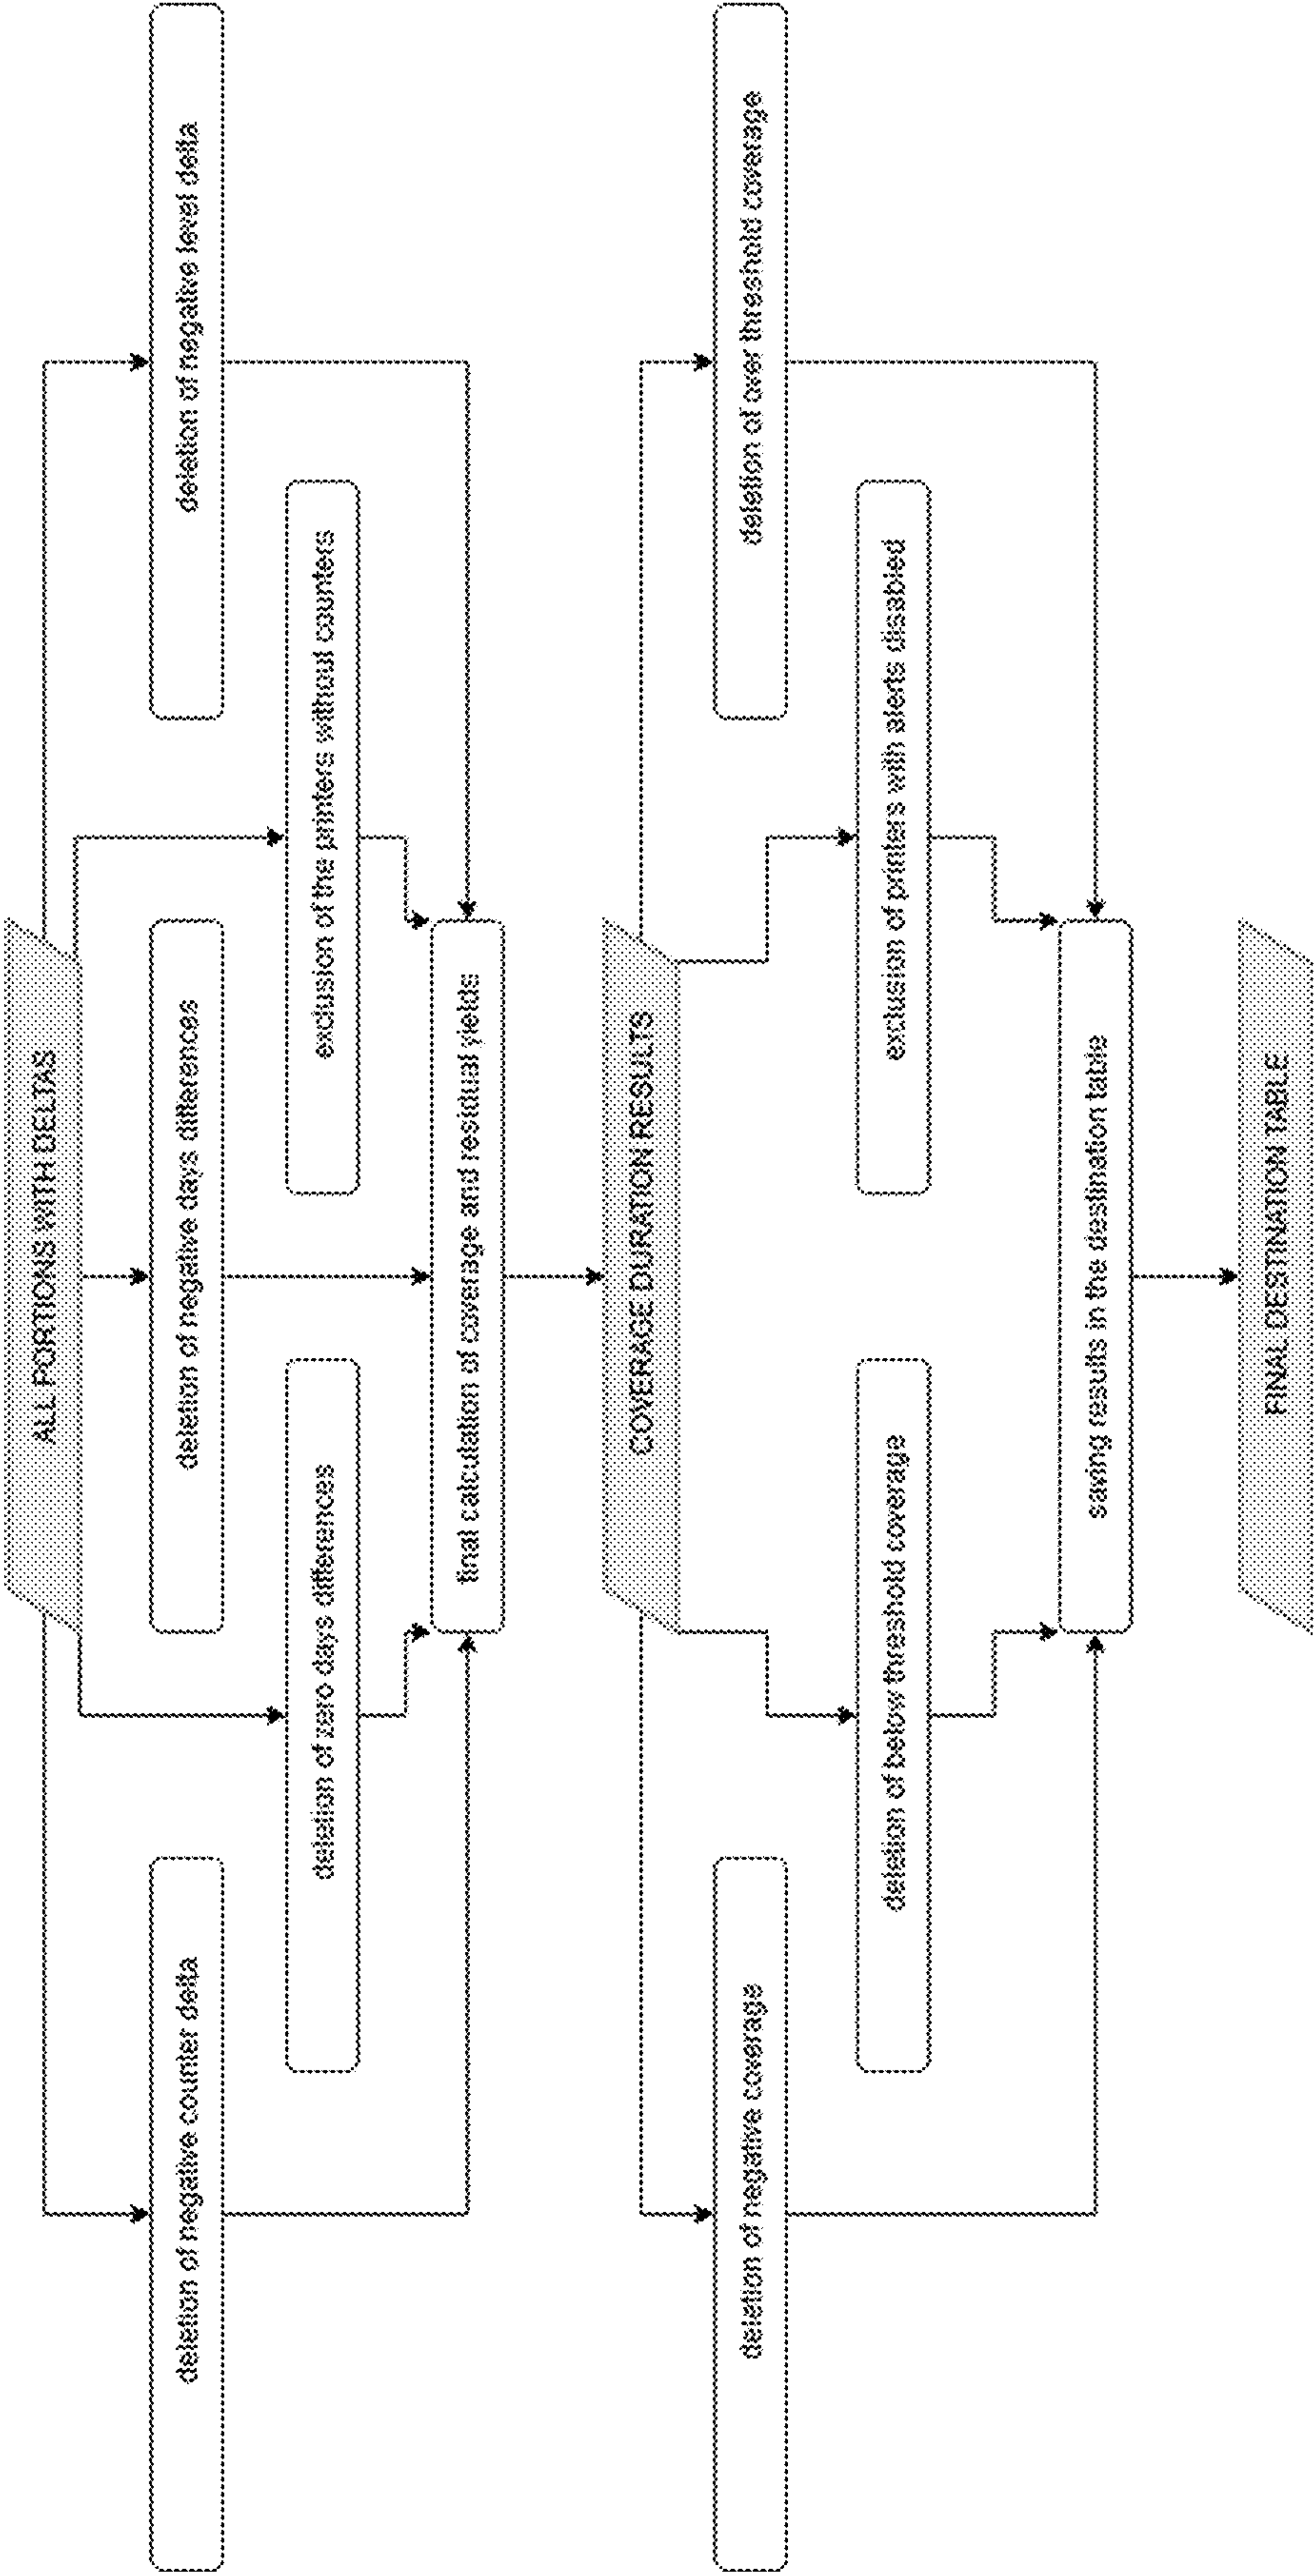 ALL PORTIONS WITH DELTAS
deletion of negative counter delta
deletion of negative days differences
deletion of negative level delta
deletion of zero days differences
exclusion of the printers without counters
final calculation of coverage and residual yields
COVERAGE DURATION RESULTS
deletion of negative coverage
deletion of over threshold coverage
deletion of below threshold coverage
exclusion of printers with alerts disabled
saving results in the destination table
FINAL DESTINATION TABLE